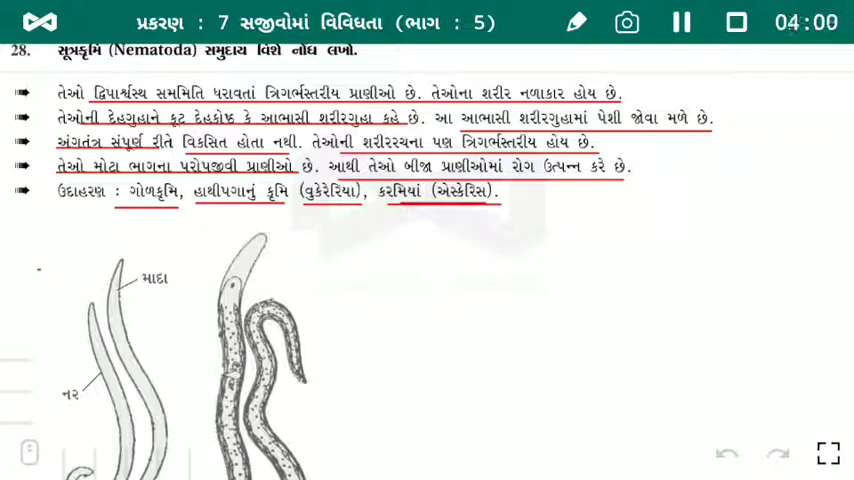 પ્રકરણ : 7 સજીવોમાં વિવિધતા (ભાગ : 5)
04:00
28. સૂત્રકૃમિ (Nematoda) સમુદાય વિશે નોંધ લખો.
તેઓ દ્વિપાર્શ્વસ્થ સમમિતિ ધરાવતાં ત્રિગર્ભસ્તરીય પ્રાણીઓ છે. તેઓના શરીર નળાકાર હોય છે.
તેઓની દેહગુહાને કૂટ દેહકોષ્ઠ કે આભાસી શરીરગુહા કહે છે. આ આભાસી શરીરગુહામાં પેશી જોવા મળે છે.
અંગતંત્ર સંપૂર્ણ રીતે વિકસિત હોતા નથી. તેઓની શરીરરચના પણ ત્રિગર્ભસ્તરીય હોય છે.
તેઓ મોટા ભાગના પરોપજીવી પ્રાણીઓ છે. આથી તેઓ બીજા પ્રાણીઓમાં રોગ ઉત્પન્ન કરે છે.
ઉદાહરણ : ગોળકૃમિ, હાથીપગાનું કૃમિ (વુકેરેરિયા), કરમિયાં (એસ્કેરિસ).
માદા
નર